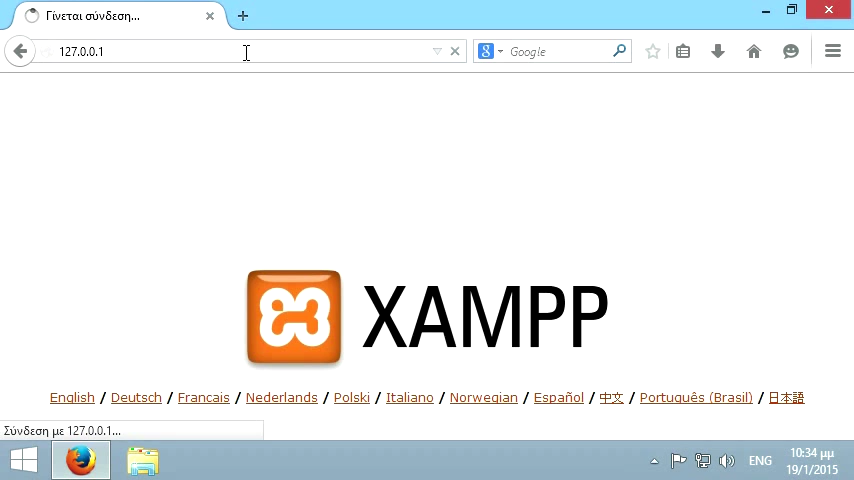 Γίνεται σύνδεση...
127.0.0.1
Google
XAMPP
English / Deutsch / Francais / Nederlands / Polski / Italiano / Norwegian / Español / 中文 / Português (Brasil) / 日本語
Σύνδεση με 127.0.0.1...
ENG
10:34 μμ
19/1/2015